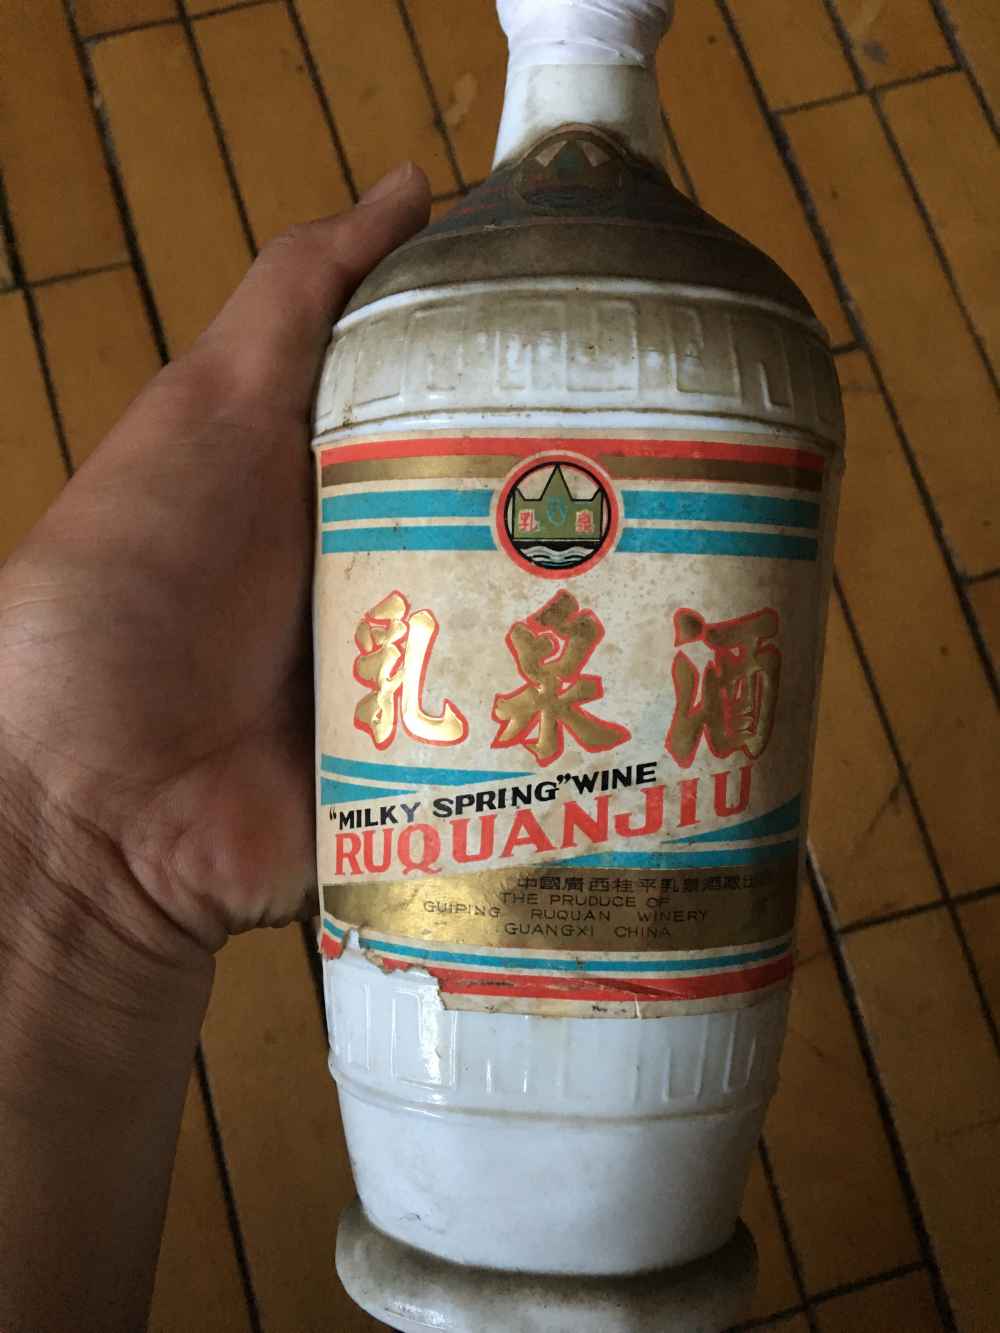 乳 泉
乳泉酒
"MILKY SPRING" WINE
RUQUANJIU
中國廣西桂平乳泉酒廠出
THE PRUDUCE OF
GUIPING RUQUAN WINERY
GUANGXI CHINA